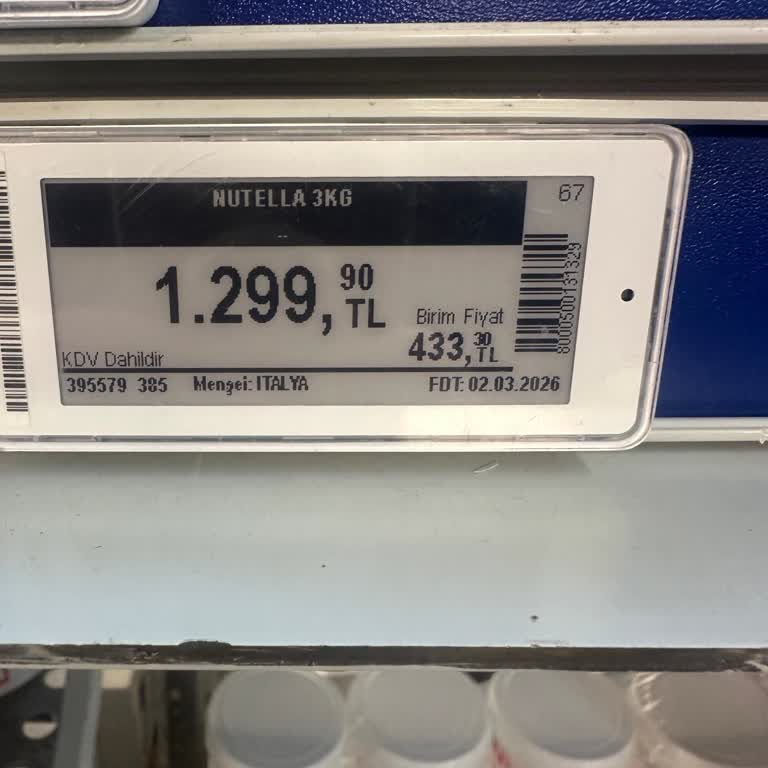 NUTELLA 3KG
67
--
1.299,90 TL
Birim Fiyat
433,30 TL
KDV Dahildir
395579 385 Menşei: İTALYA FDT: 02.03.2026
8000500131329